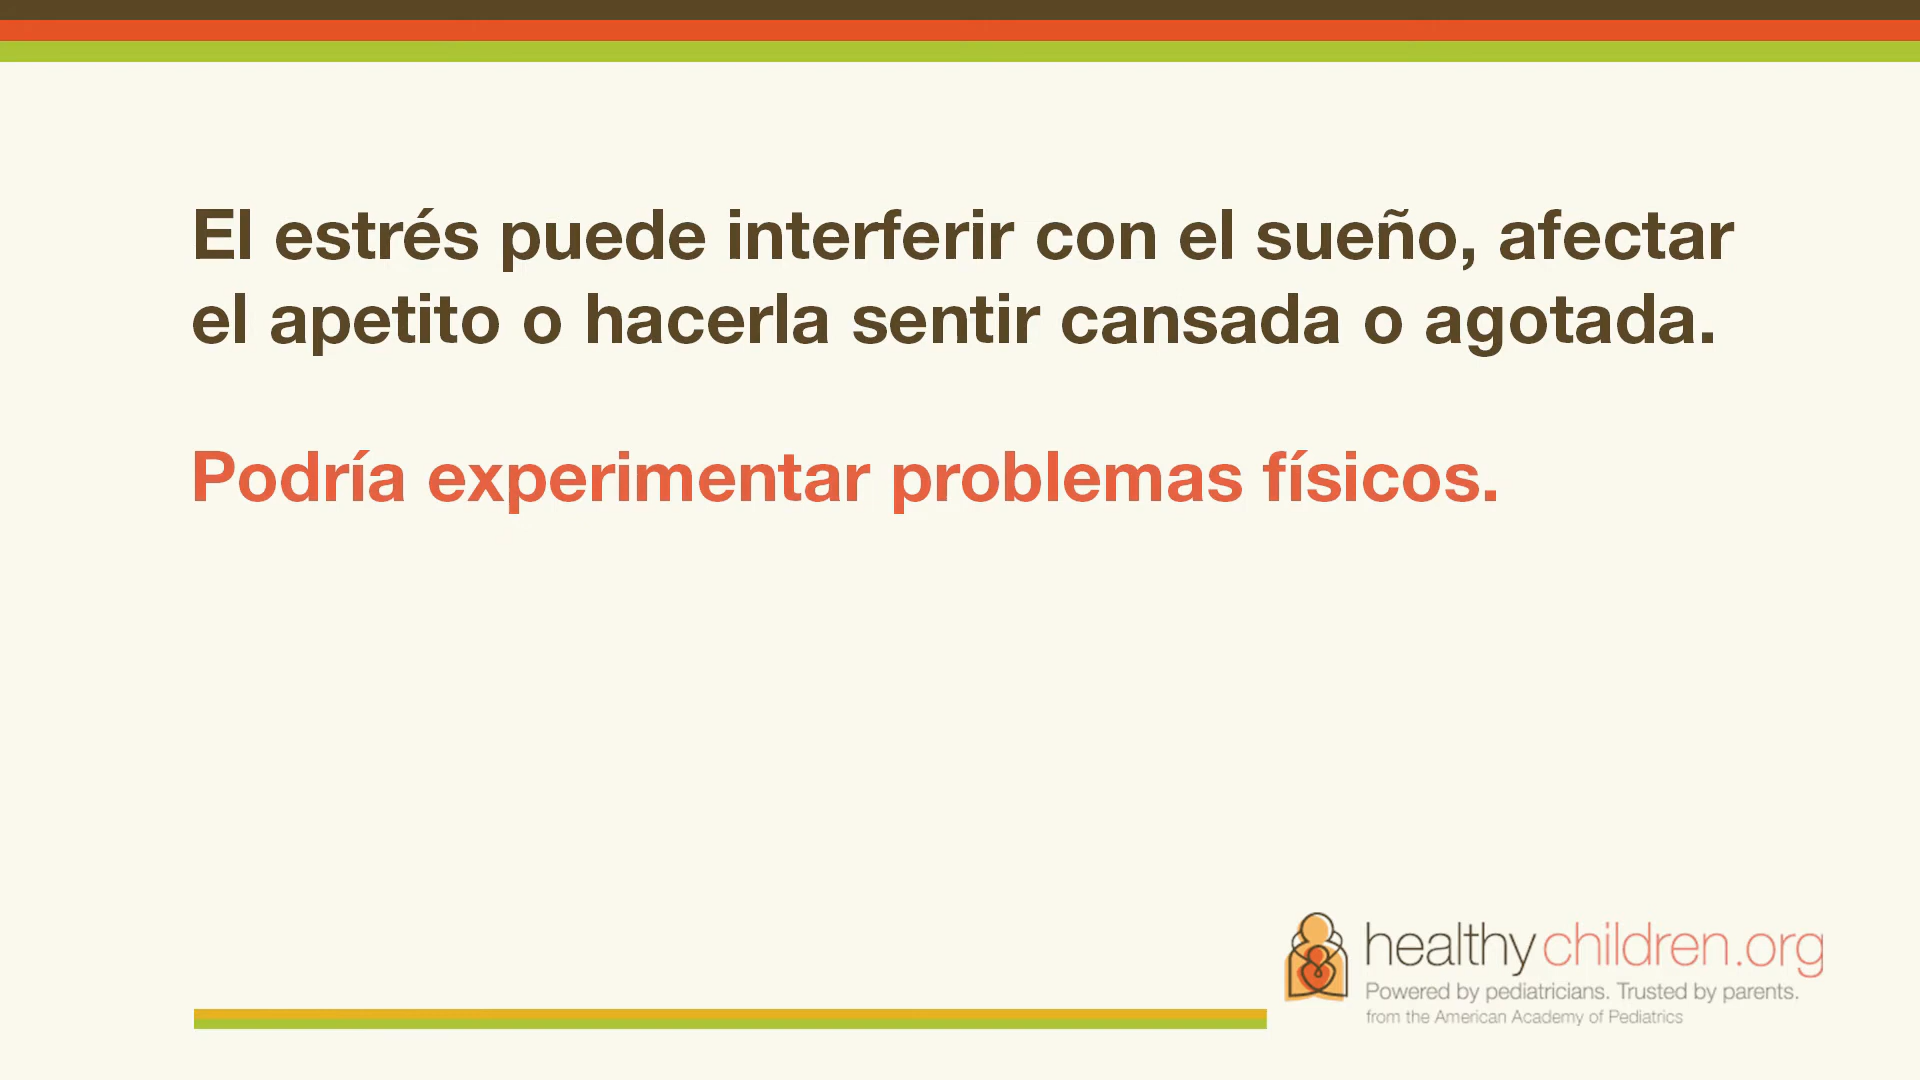 El estrés puede interferir con el sueño, afectar
el apetito o hacerla sentir cansada o agotada.
Podría experimentar problemas físicos.
healthychildren.org
Powered by pediatricians. Trusted by parents.
from the American Academy of Pediatrics